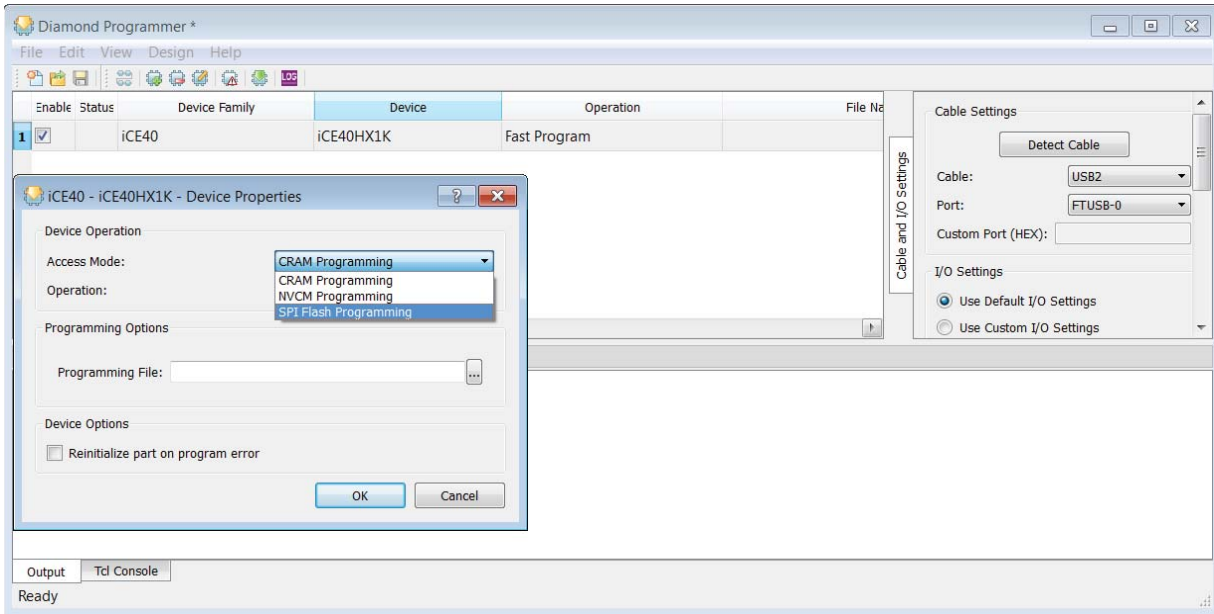 Diamond Programmer *
File Edit View Design Help
LOG
Enable Status Device Family Device Operation File Na
1 iCE40 iCE40HX1K Fast Program
iCE40 - iCE40HX1K - Device Properties
Device Operation
Access Mode: CRAM Programming
CRAM Programming
Operation: NVCM Programming
SPI Flash Programming
Programming Options
Programming File: ...
Device Options
Reinitialize part on program error
OK Cancel
Cable and I/O Settings
Cable Settings
Detect Cable
Cable: USB2
Port: FTUSB-0
Custom Port (HEX):
I/O Settings
Use Default I/O Settings
Use Custom I/O Settings
Output Tcl Console
Ready